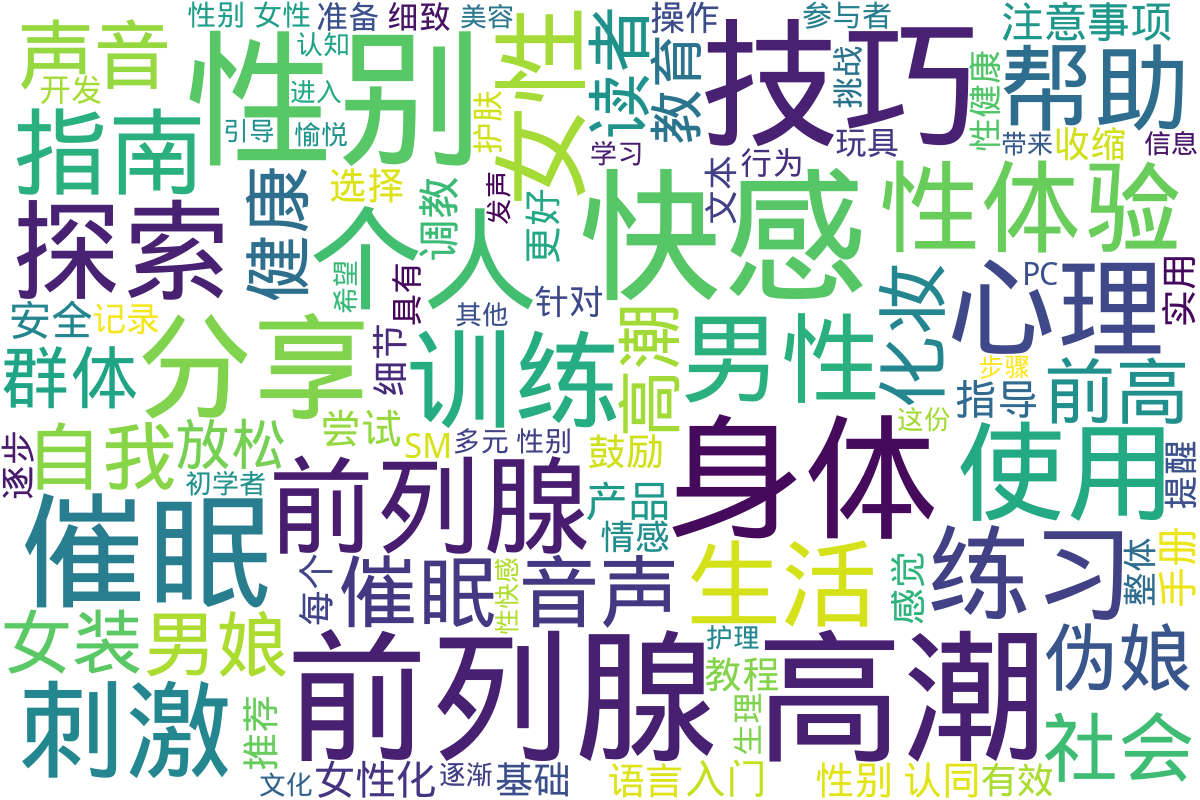 性别 女性
准备
细致
美容
操作
参与者
注意事项
声音
认知
性别
女性
读者
教育
技巧
挑战
性健康
帮助
开发
进入
引导
愉悦
护肤
学习
玩具
带来
收缩
信息
指南
选择
调教
发声
文本
行为
探索
健康
个人
更好
快感
性体验
希望
具有
其他
针对
化妆
心理
PC
实用
安全
记录
分享
细节
训练
高潮
男性
步骤
群体
指导
前高
尝试
这份
自我
放松
SM
多元 性别
鼓励
身体
使用
提醒
逐步
初学者
前列腺
产品
情感
催眠
每个
催眠音声
性快感
生活
感觉
练习
整体
手册
女装
男娘
护理
伪娘
前列腺高潮
教程
生理
刺激
推荐
社会
文化
女性化
逐渐
基础
语言
入门
性别 认同
有效